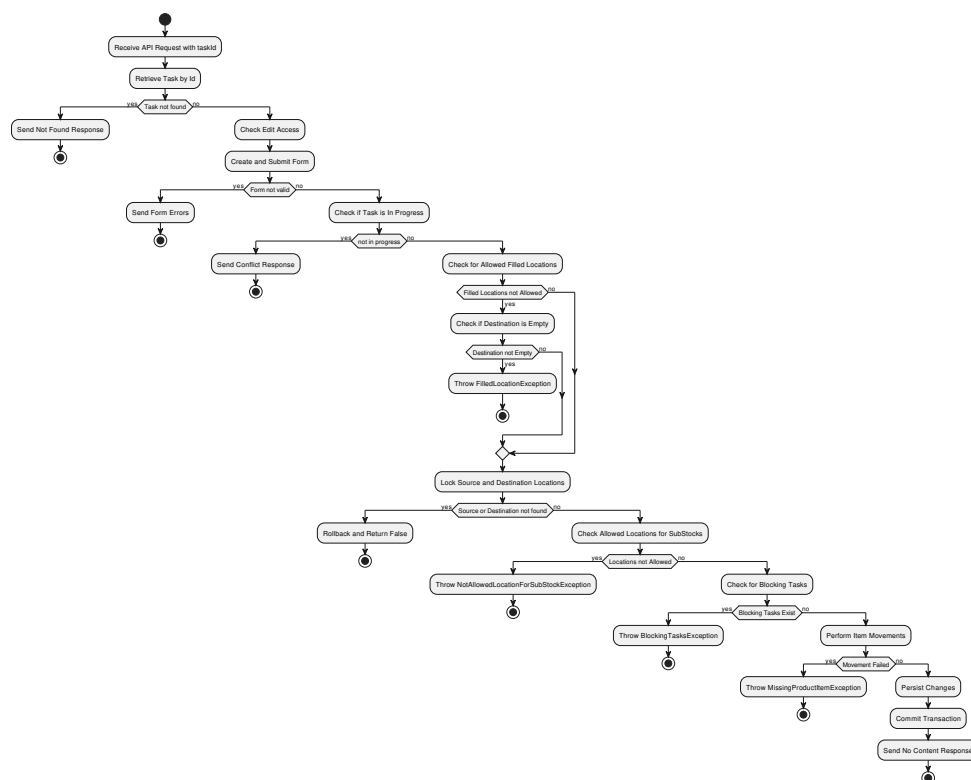 Receive API Request with taskId
Retrieve Task by Id
yes
Task not found
no
Send Not Found Response
Check Edit Access
Create and Submit Form
yes
Form not valid
no
Send Form Errors
Check if Task is In Progress
yes
not in progress
no
Send Conflict Response
Check for Allowed Filled Locations
Filled Locations not Allowed
no
yes
Check if Destination is Empty
Destination not Empty
no
yes
Throw FilledLocationException
Lock Source and Destination Locations
yes
Source or Destination not found
no
Rollback and Return False
Check Allowed Locations for SubStocks
yes
Locations not Allowed
no
Throw NotAllowedLocationForSubStockException
Check for Blocking Tasks
yes
Blocking Tasks Exist
no
Throw BlockingTasksException
Perform Item Movements
yes
Movement Failed
no
Throw MissingProductItemException
Persist Changes
Commit Transaction
Send No Content Response